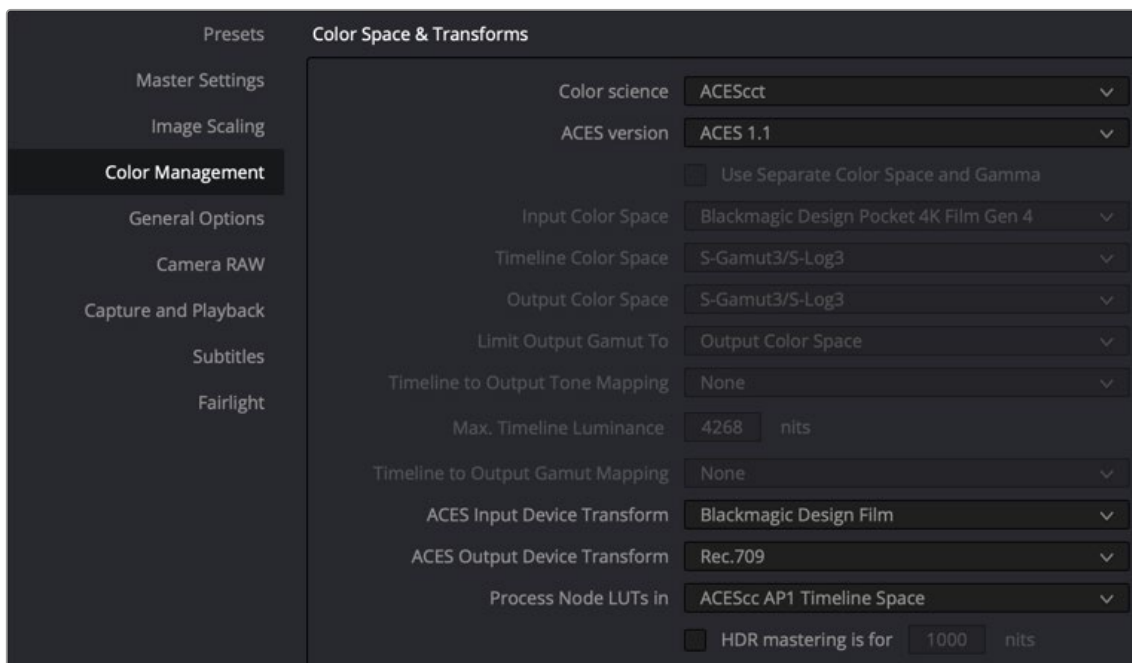 Presets
Master Settings
Image Scaling
Color Management
General Options
Camera RAW
Capture and Playback
Subtitles
Fairlight
Color Space & Transforms
Color science ACEScct
ACES version ACES 1.1
Use Separate Color Space and Gamma
Input Color Space Blackmagic Design Pocket 4K Film Gen 4
Timeline Color Space S-Gamut3/S-Log3
Output Color Space S-Gamut3/S-Log3
Limit Output Gamut To Output Color Space
Timeline to Output Tone Mapping None
Max. Timeline Luminance 4268 nits
Timeline to Output Gamut Mapping None
ACES Input Device Transform Blackmagic Design Film
ACES Output Device Transform Rec.709
Process Node LUTs in ACEScc AP1 Timeline Space
HDR mastering is for 1000 nits